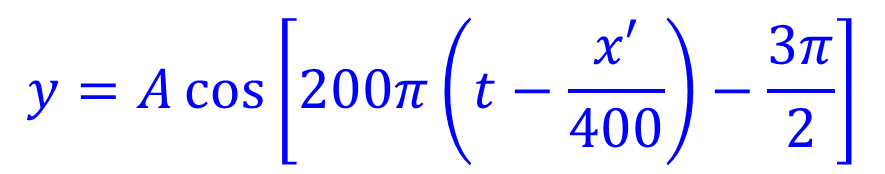 y = A cos [200π (t − x′/400) − 3π/2]